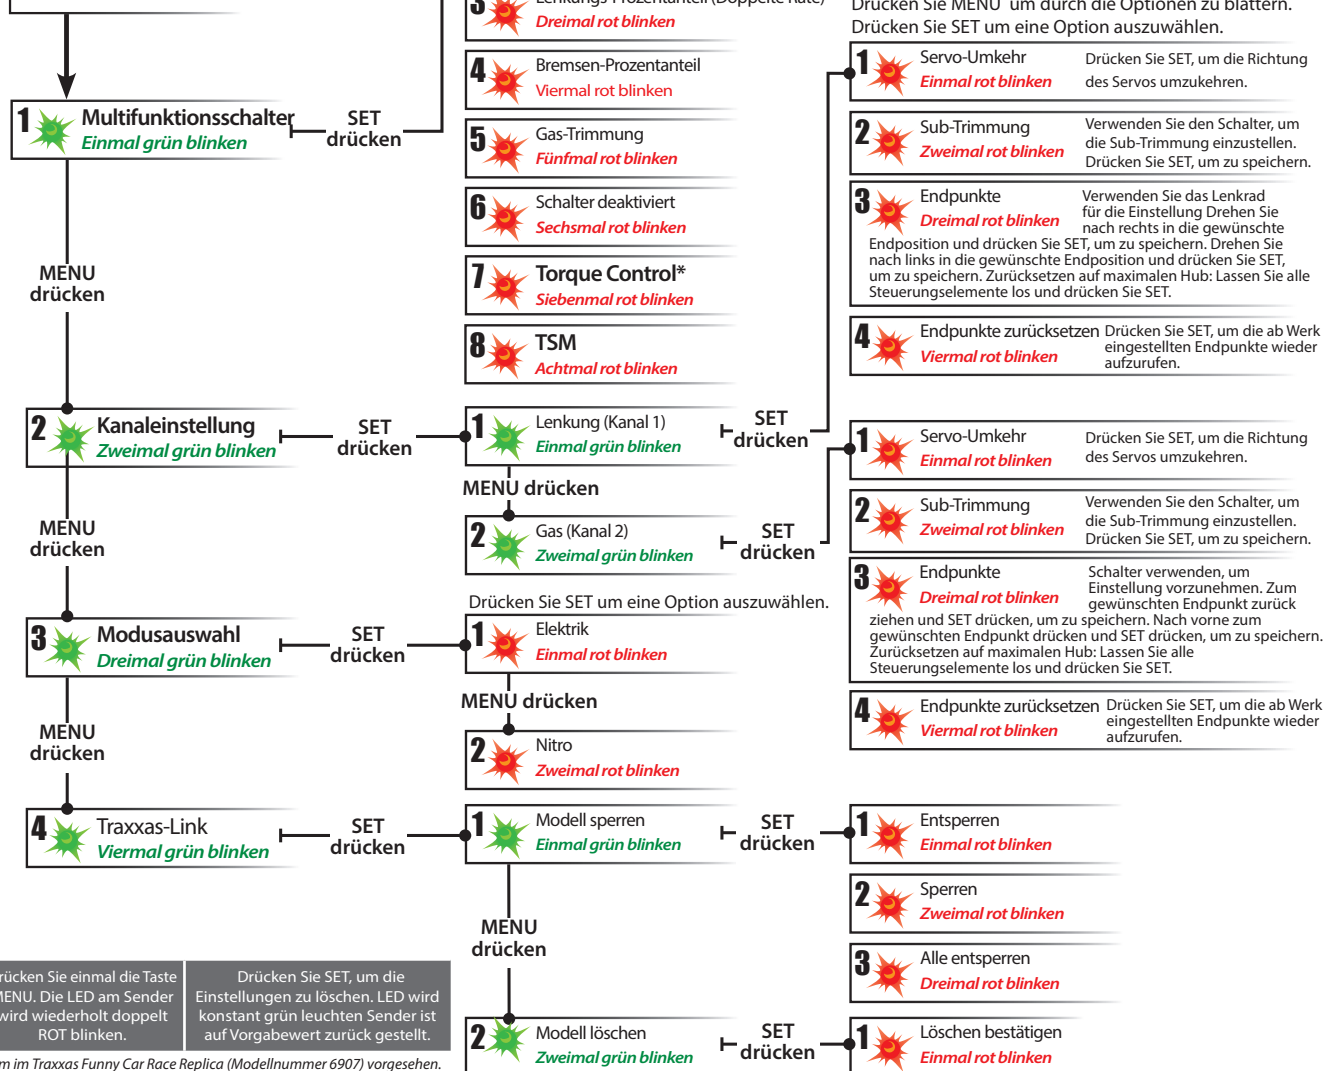 1 Multifunktionsschalter
Einmal grün blinken
SET
drücken
MENU
drücken
2 Kanaleinstellung
Zweimal grün blinken
SET
drücken
MENU
drücken
3 Modusauswahl
Dreimal grün blinken
SET
drücken
MENU
drücken
4 Traxxas-Link
Viermal grün blinken
SET
drücken
3
Dreimal rot blinken
4 Bremsen-Prozentanteil
Viermal rot blinken
5 Gas-Trimmung
Fünfmal rot blinken
6 Schalter deaktiviert
Sechsmal rot blinken
7 Torque Control*
Siebenmal rot blinken
8 TSM
Achtmal rot blinken
1 Lenkung (Kanal 1)
Einmal grün blinken
SET
drücken
MENU drücken
2 Gas (Kanal 2)
Zweimal grün blinken
SET
drücken
Drücken Sie SET um eine Option auszuwählen.
1 Elektrik
Einmal rot blinken
MENU drücken
2 Nitro
Zweimal rot blinken
1 Modell sperren
Einmal grün blinken
SET
drücken
MENU
drücken
2 Modell löschen
Zweimal grün blinken
SET
drücken
Drücken Sie MENU um durch die Optionen zu blättern.
Drücken Sie SET um eine Option auszuwählen.
1 Servo-Umkehr
Einmal rot blinken
Drücken Sie SET, um die Richtung
des Servos umzukehren.
2 Sub-Trimmung
Zweimal rot blinken
Verwenden Sie den Schalter, um
die Sub-Trimmung einzustellen.
Drücken Sie SET, um zu speichern.
3 Endpunkte
Dreimal rot blinken
Verwenden Sie das Lenkrad
für die Einstellung Drehen Sie
nach rechts in die gewünschte
Endposition und drücken Sie SET, um zu speichern. Drehen Sie
nach links in die gewünschte Endposition und drücken Sie SET,
um zu speichern. Zurücksetzen auf maximalen Hub: Lassen Sie alle
Steuerungselemente los und drücken Sie SET.
4 Endpunkte zurücksetzen
Viermal rot blinken
Drücken Sie SET, um die ab Werk
eingestellten Endpunkte wieder
aufzurufen.
1 Servo-Umkehr
Einmal rot blinken
Drücken Sie SET, um die Richtung
des Servos umzukehren.
2 Sub-Trimmung
Zweimal rot blinken
Verwenden Sie den Schalter, um
die Sub-Trimmung einzustellen.
Drücken Sie SET, um zu speichern.
3 Endpunkte
Dreimal rot blinken
Schalter verwenden, um
Einstellung vorzunehmen. Zum
gewünschten Endpunkt zurück
ziehen und SET drücken, um zu speichern. Nach vorne zum
gewünschten Endpunkt drücken und SET drücken, um zu speichern.
Zurücksetzen auf maximalen Hub: Lassen Sie alle
Steuerungselemente los und drücken Sie SET.
4 Endpunkte zurücksetzen
Viermal rot blinken
Drücken Sie SET, um die ab Werk
eingestellten Endpunkte wieder
aufzurufen.
1 Entsperren
Einmal rot blinken
2 Sperren
Zweimal rot blinken
3 Alle entsperren
Dreimal rot blinken
1 Löschen bestätigen
Einmal rot blinken
rücken Sie einmal die Taste
MENU. Die LED am Sender
wird wiederholt doppelt
ROT blinken.
Drücken Sie SET, um die
Einstellungen zu löschen. LED wird
konstant grün leuchten Sender ist
auf Vorgabewert zurück gestellt.
m im Traxxas Funny Car Race Replica (Modellnummer 6907) vorgesehen.